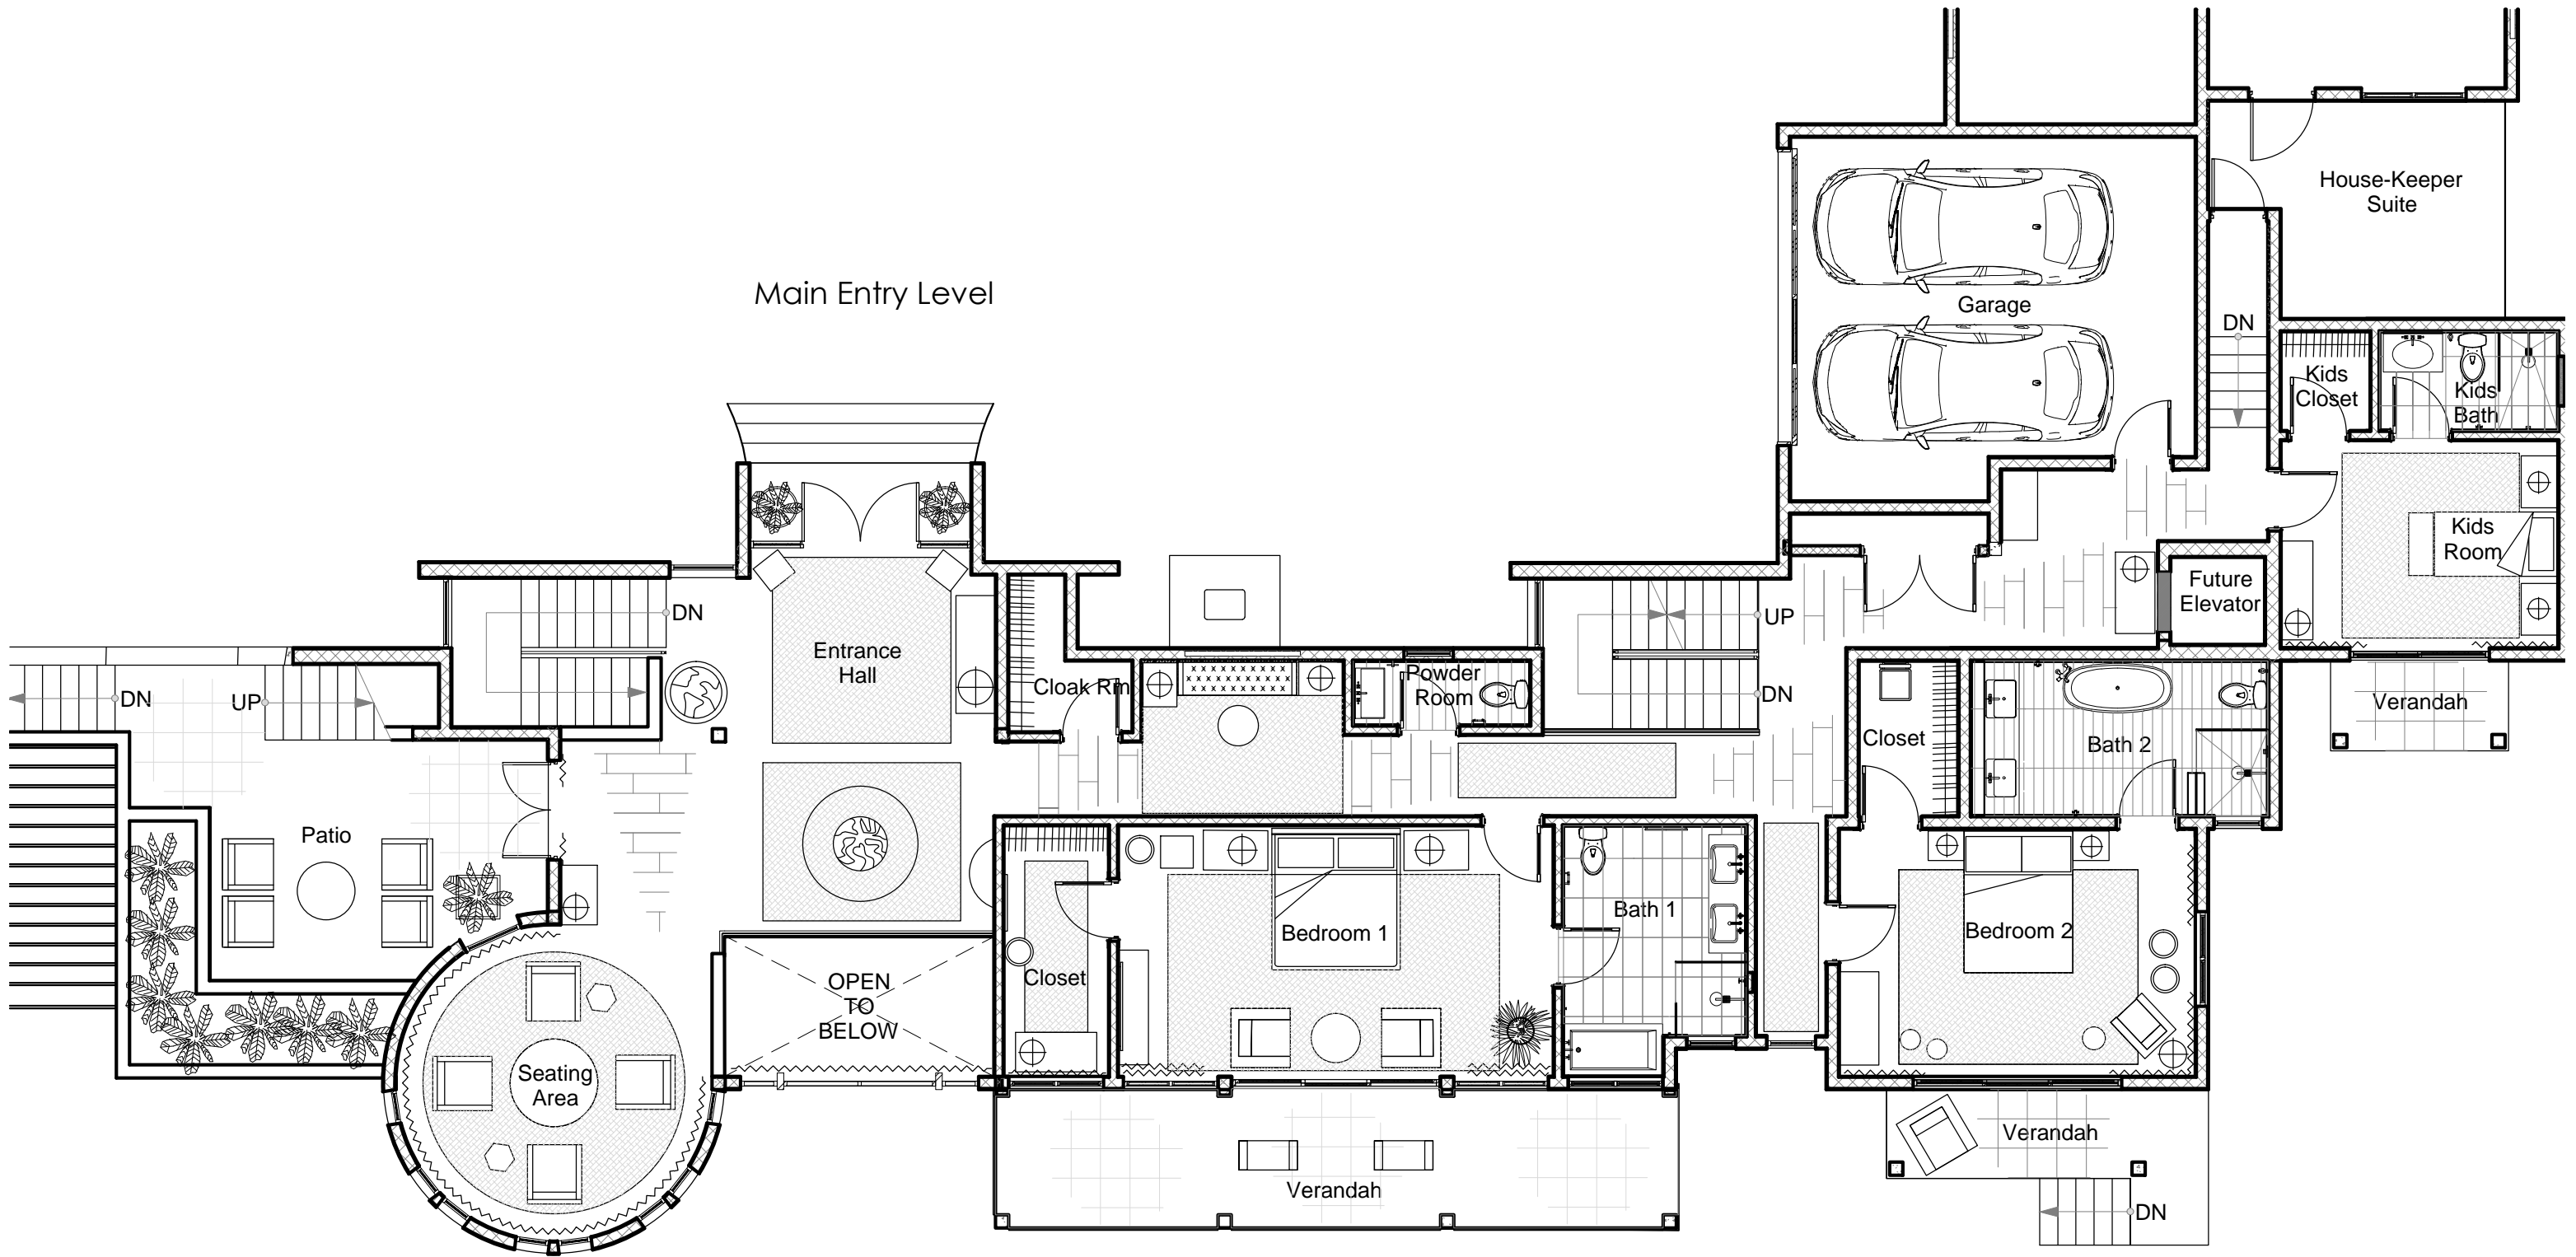 Main Entry Level
House-Keeper
Suite
Garage
DN
Kids
Closet
Kids
Bath
Kids
Room
Future
Elevator
UP
DN
DN
Entrance
Hall
Cloak Rm
Powder
Room
DN
UP
Verandah
Closet
Bath 2
Patio
Bedroom 1
Bath 1
Bedroom 2
Closet
OPEN
TO
BELOW
Seating
Area
Verandah
Verandah
DN